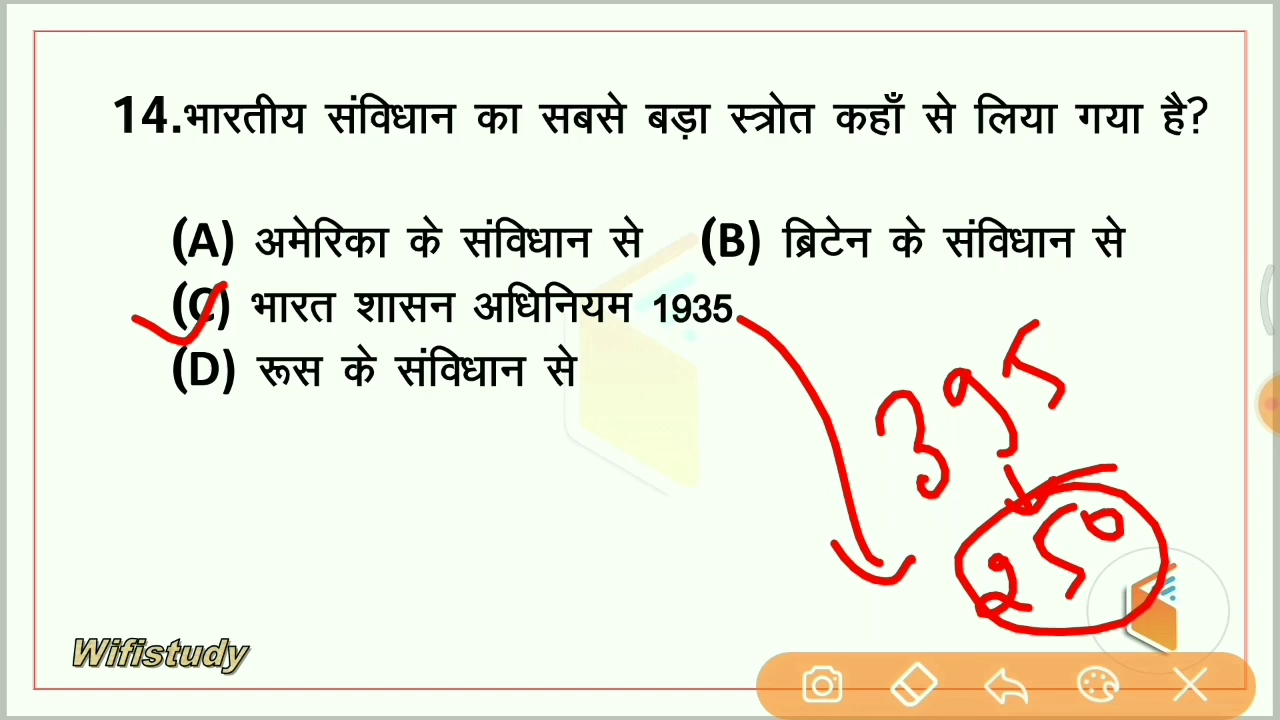 14.भारतीय संविधान का सबसे बड़ा स्त्रोत कहाँ से लिया गया है?
(A) अमेरिका के संविधान से (B) ब्रिटेन के संविधान से
(C) भारत शासन अधिनियम 1935
(D) रूस के संविधान से
395
250
Wifistudy